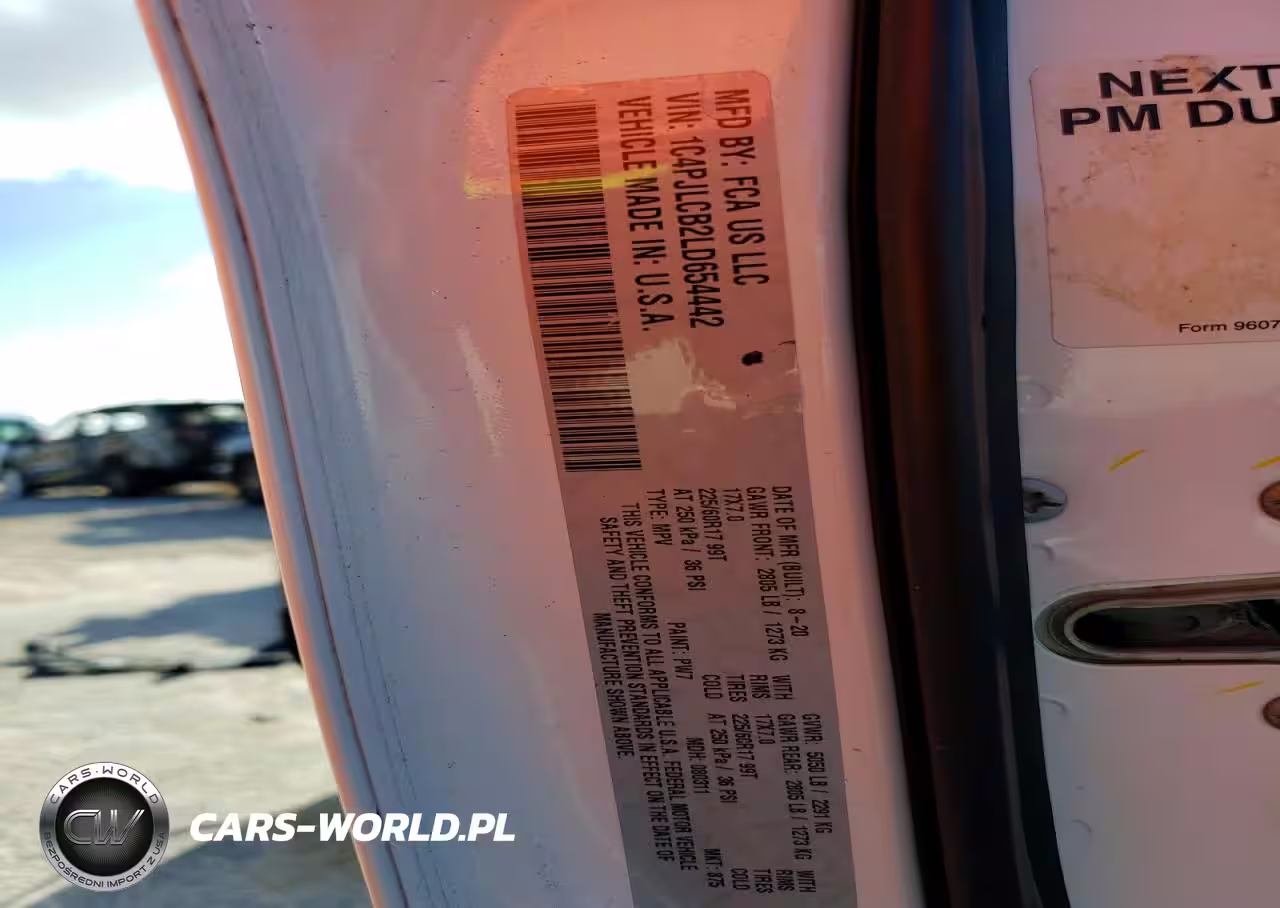 MFD BY: FCA US LLC
VIN: 1C4PJLCB2LD654442
VEHICLE MADE IN: U.S.A.
DATE OF MFR (BUILT): 8-20 GVWR: 5050 LB / 2291 KG
GAWR FRONT: 2805 LB / 1273 KG WITH GAWR REAR: 2805 LB / 1273 KG WITH
17X7.0 RIMS 17X7.0 RIMS
225/60R17 99T TIRES 225/60R17 99T TIRES
AT 250 kPa / 36 PSI COLD AT 250 kPa / 36 PSI COLD
TYPE: MPV PAINT: PW7 MDH: 080311 MKT: 875
THIS VEHICLE CONFORMS TO ALL APPLICABLE U.S.A. FEDERAL MOTOR VEHICLE
SAFETY AND THEFT PREVENTION STANDARDS IN EFFECT ON THE DATE OF
MANUFACTURE SHOWN ABOVE.
NEXT
PM DU
Form 9607
CARS-WORLD
CW
BEZPOŚREDNI IMPORT Z USA
CARS-WORLD.PL